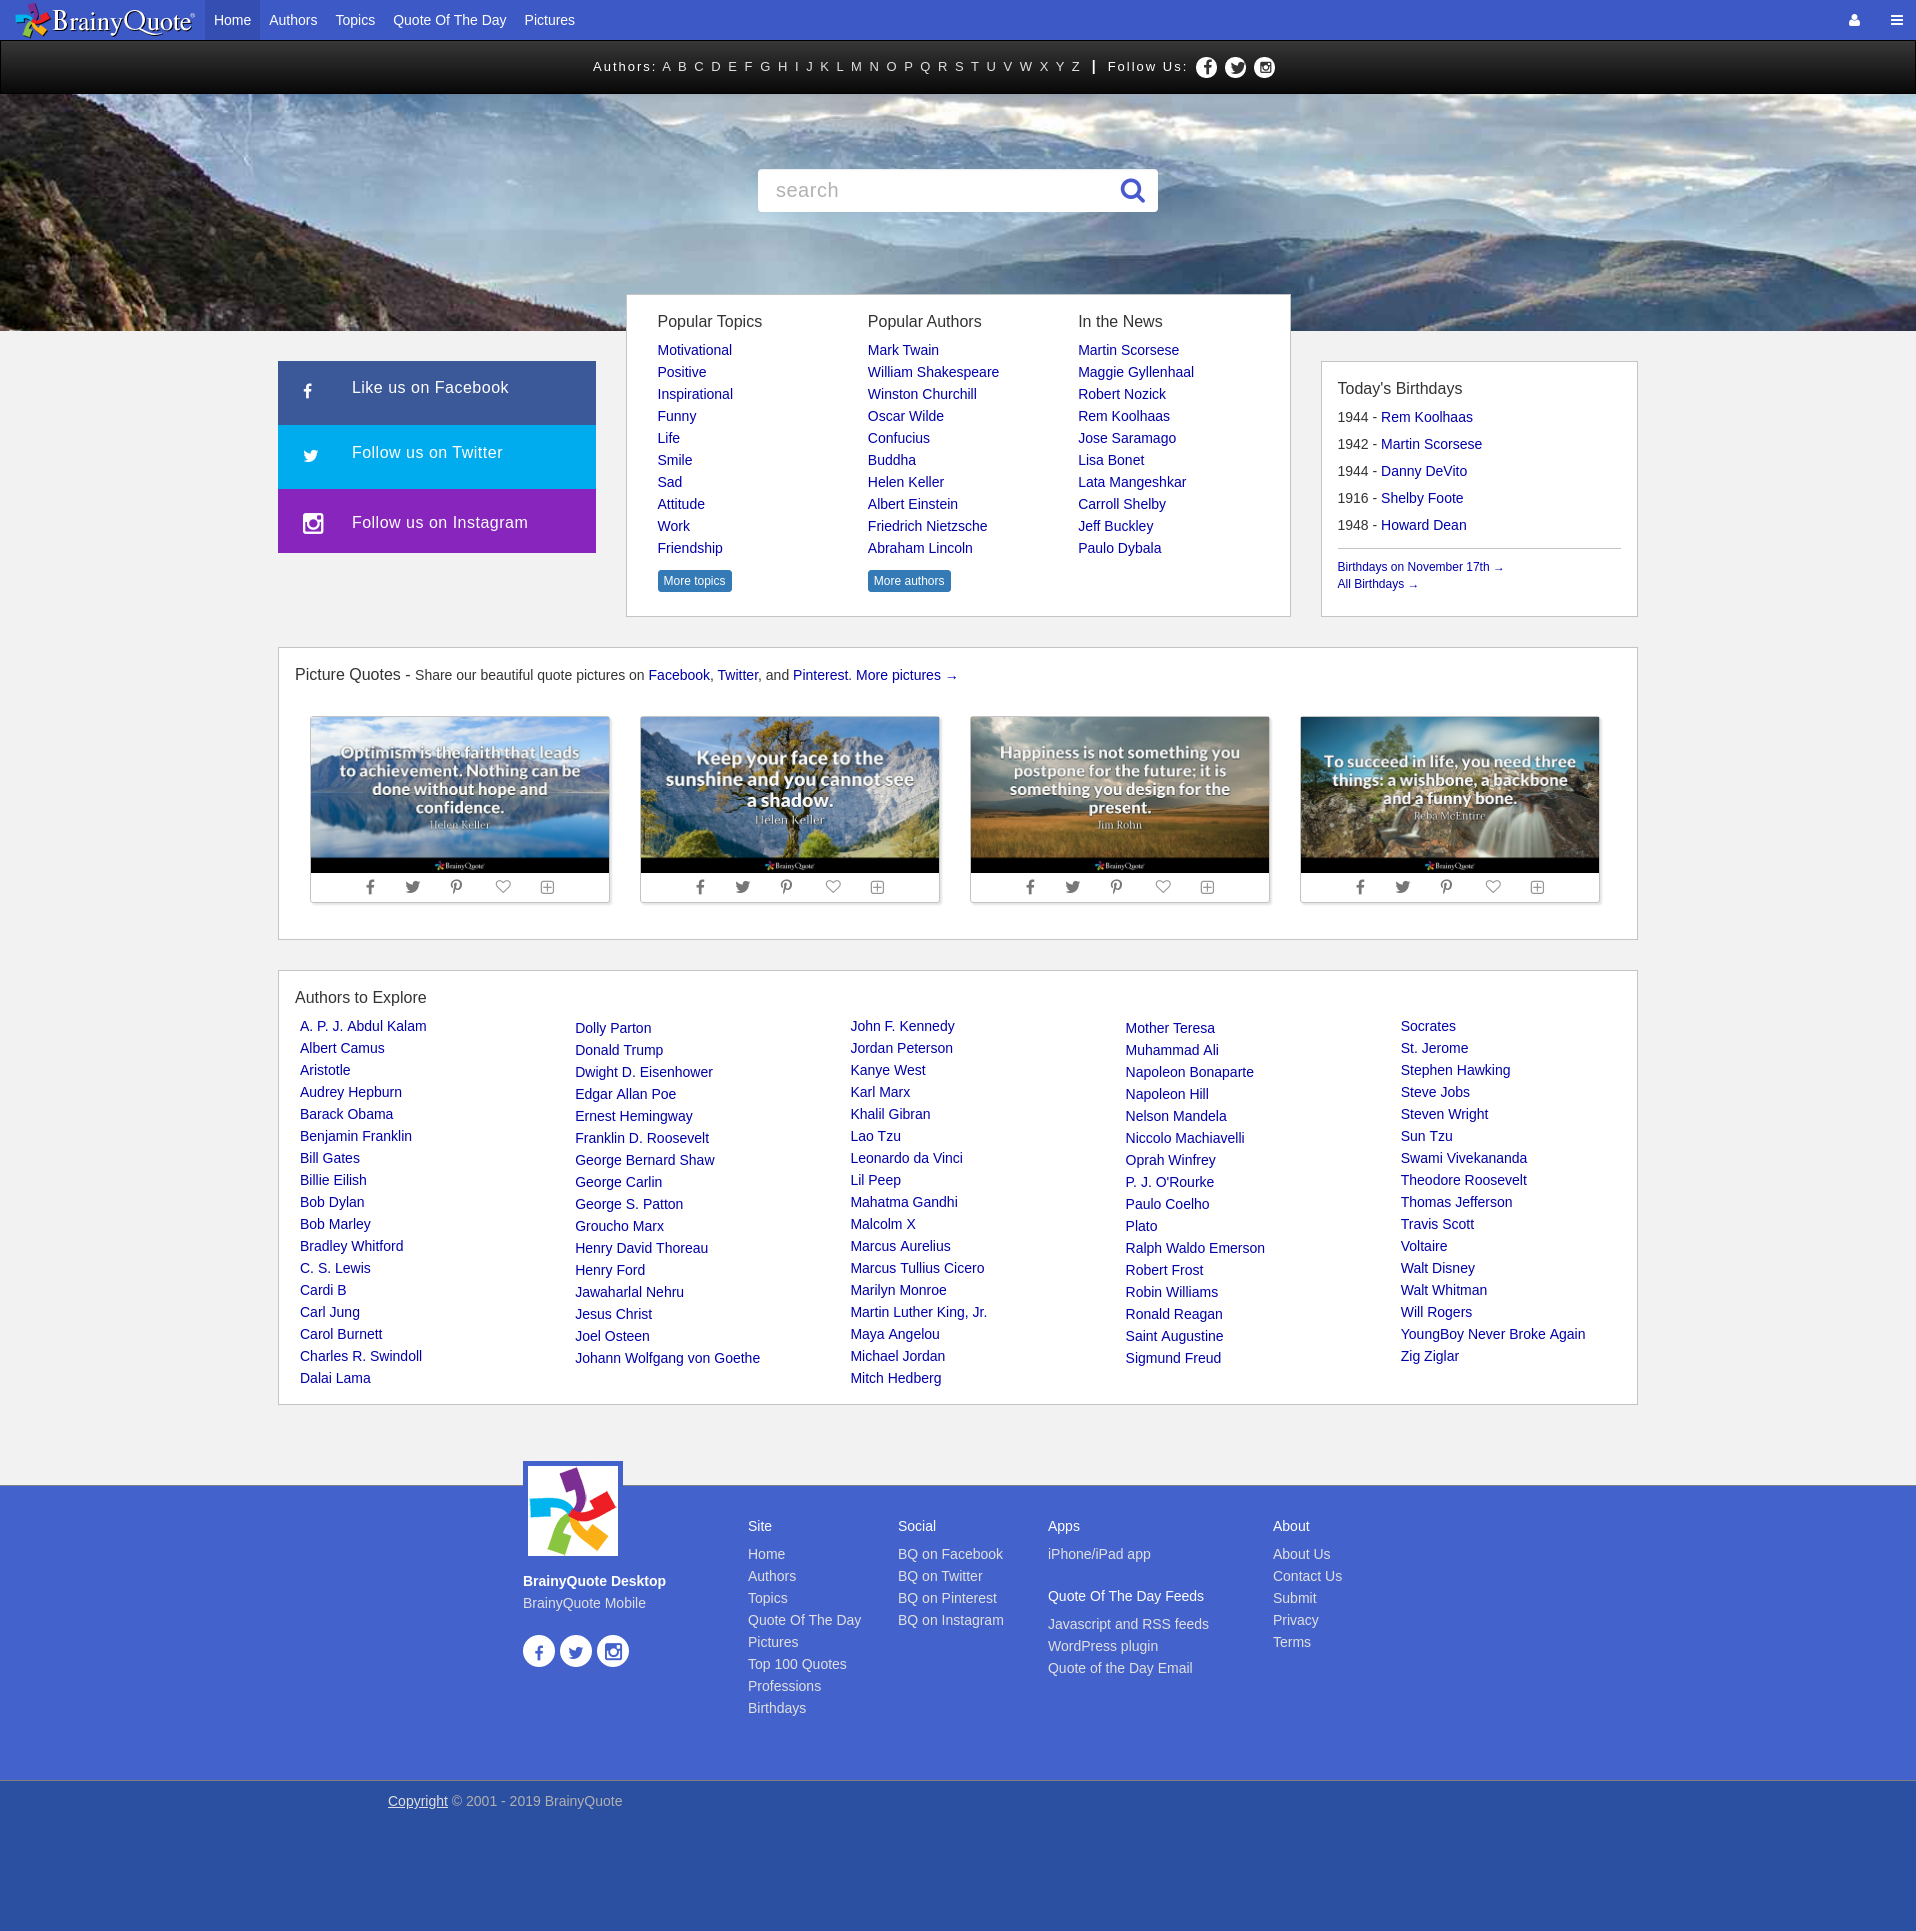 BrainyQuote®
Home Authors Topics Quote Of The Day Pictures
Authors: A B C D E F G H I J K L M N O P Q R S T U V W X Y Z | Follow Us:
search
Popular Topics
Motivational
Positive
Inspirational
Funny
Life
Smile
Sad
Attitude
Work
Friendship
More topics
Popular Authors
Mark Twain
William Shakespeare
Winston Churchill
Oscar Wilde
Confucius
Buddha
Helen Keller
Albert Einstein
Friedrich Nietzsche
Abraham Lincoln
More authors
In the News
Martin Scorsese
Maggie Gyllenhaal
Robert Nozick
Rem Koolhaas
Jose Saramago
Lisa Bonet
Lata Mangeshkar
Carroll Shelby
Jeff Buckley
Paulo Dybala
Like us on Facebook
Follow us on Twitter
Follow us on Instagram
Today's Birthdays
1944 - Rem Koolhaas
1942 - Martin Scorsese
1944 - Danny DeVito
1916 - Shelby Foote
1948 - Howard Dean
Birthdays on November 17th →
All Birthdays →
Picture Quotes - Share our beautiful quote pictures on Facebook, Twitter, and Pinterest. More pictures →
Optimism is the faith that leads
to achievement. Nothing can be
done without hope and
confidence.
Helen Keller
BrainyQuote
Keep your face to the
sunshine and you cannot see
a shadow.
Helen Keller
BrainyQuote
Happiness is not something you
postpone for the future; it is
something you design for the
present.
Jim Rohn
BrainyQuote
To succeed in life, you need three
things: a wishbone, a backbone
and a funny bone.
Reba McEntire
BrainyQuote
Authors to Explore
A. P. J. Abdul Kalam
Albert Camus
Aristotle
Audrey Hepburn
Barack Obama
Benjamin Franklin
Bill Gates
Billie Eilish
Bob Dylan
Bob Marley
Bradley Whitford
C. S. Lewis
Cardi B
Carl Jung
Carol Burnett
Charles R. Swindoll
Dalai Lama
Dolly Parton
Donald Trump
Dwight D. Eisenhower
Edgar Allan Poe
Ernest Hemingway
Franklin D. Roosevelt
George Bernard Shaw
George Carlin
George S. Patton
Groucho Marx
Henry David Thoreau
Henry Ford
Jawaharlal Nehru
Jesus Christ
Joel Osteen
Johann Wolfgang von Goethe
John F. Kennedy
Jordan Peterson
Kanye West
Karl Marx
Khalil Gibran
Lao Tzu
Leonardo da Vinci
Lil Peep
Mahatma Gandhi
Malcolm X
Marcus Aurelius
Marcus Tullius Cicero
Marilyn Monroe
Martin Luther King, Jr.
Maya Angelou
Michael Jordan
Mitch Hedberg
Mother Teresa
Muhammad Ali
Napoleon Bonaparte
Napoleon Hill
Nelson Mandela
Niccolo Machiavelli
Oprah Winfrey
P. J. O'Rourke
Paulo Coelho
Plato
Ralph Waldo Emerson
Robert Frost
Robin Williams
Ronald Reagan
Saint Augustine
Sigmund Freud
Socrates
St. Jerome
Stephen Hawking
Steve Jobs
Steven Wright
Sun Tzu
Swami Vivekananda
Theodore Roosevelt
Thomas Jefferson
Travis Scott
Voltaire
Walt Disney
Walt Whitman
Will Rogers
YoungBoy Never Broke Again
Zig Ziglar
BrainyQuote Desktop
BrainyQuote Mobile
Site
Home
Authors
Topics
Quote Of The Day
Pictures
Top 100 Quotes
Professions
Birthdays
Social
BQ on Facebook
BQ on Twitter
BQ on Pinterest
BQ on Instagram
Apps
iPhone/iPad app
Quote Of The Day Feeds
Javascript and RSS feeds
WordPress plugin
Quote of the Day Email
About
About Us
Contact Us
Submit
Privacy
Terms
Copyright © 2001 - 2019 BrainyQuote